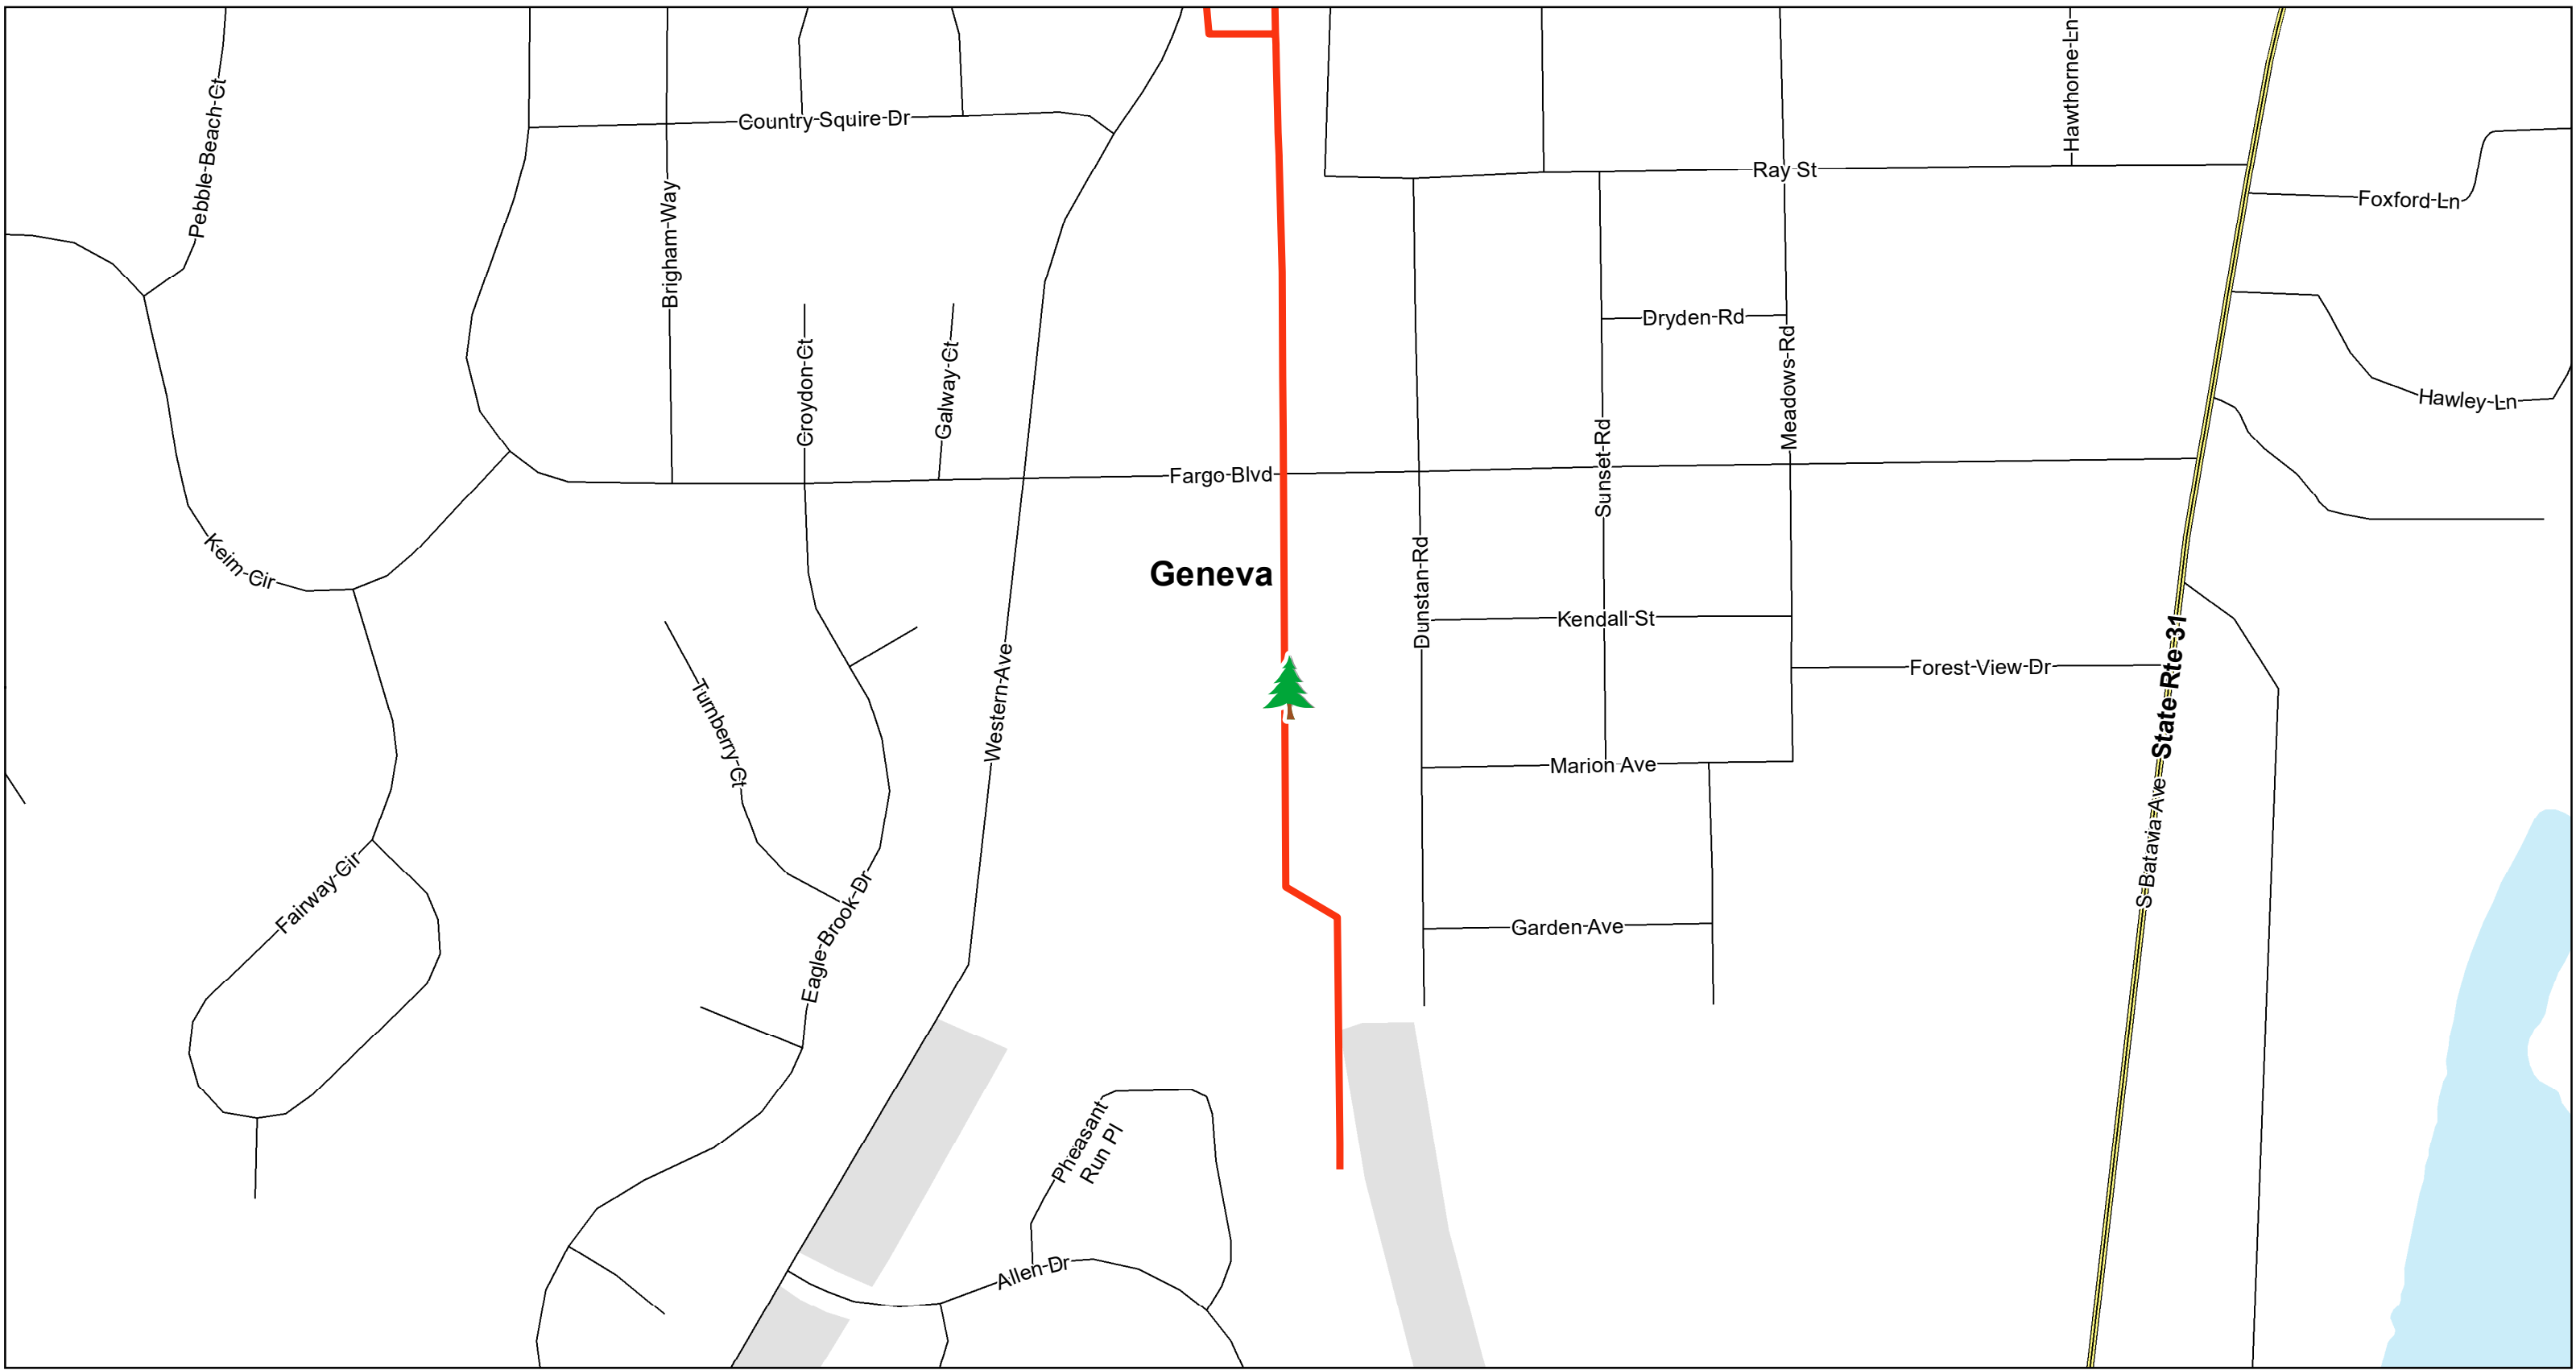 Hawthorne Ln
Pebble Beach Ct
Country Squire Dr
Ray St
Foxford Ln
Brigham Way
Dryden Rd
Croydon Ct
Galway Ct
Meadows Rd
Hawley Ln
Fargo Blvd
Sunset Rd
Keim Cir
Geneva
Dunstan Rd
Kendall St
Forest View Dr
State Rte 31
Western Ave
Turnberry Ct
Marion Ave
S Batavia Ave
Fairway Cir
Eagle Brook Dr
Garden Ave
Pheasant
Run Pl
Allen Dr